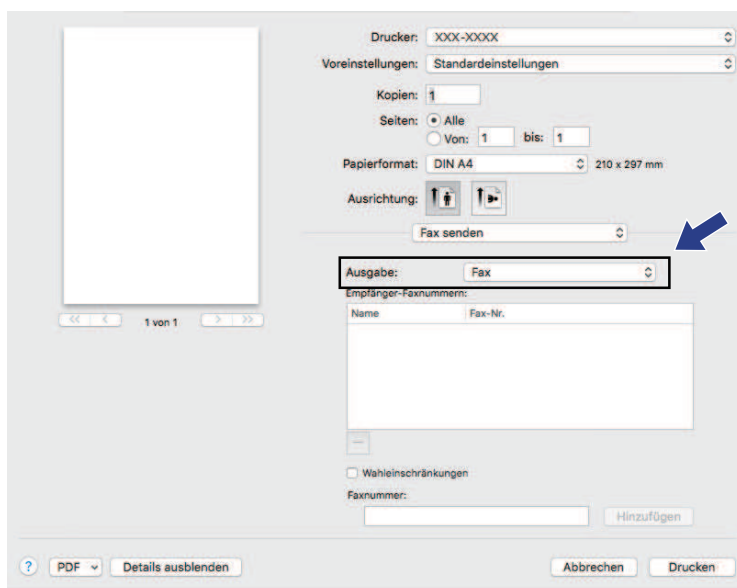 Drucker: XXX-XXXX
Voreinstellungen: Standardeinstellungen
Kopien: 1
Seiten: Alle
Von: 1 bis: 1
Papierformat: DIN A4 210 x 297 mm
Ausrichtung:
Fax senden
Ausgabe: Fax
Empfänger-Faxnummern:
Name Fax-Nr.
<< < 1 von 1 > >>
Wahleinschränkungen
Faxnummer:
Hinzufügen
? PDF Details ausblenden Abbrechen Drucken